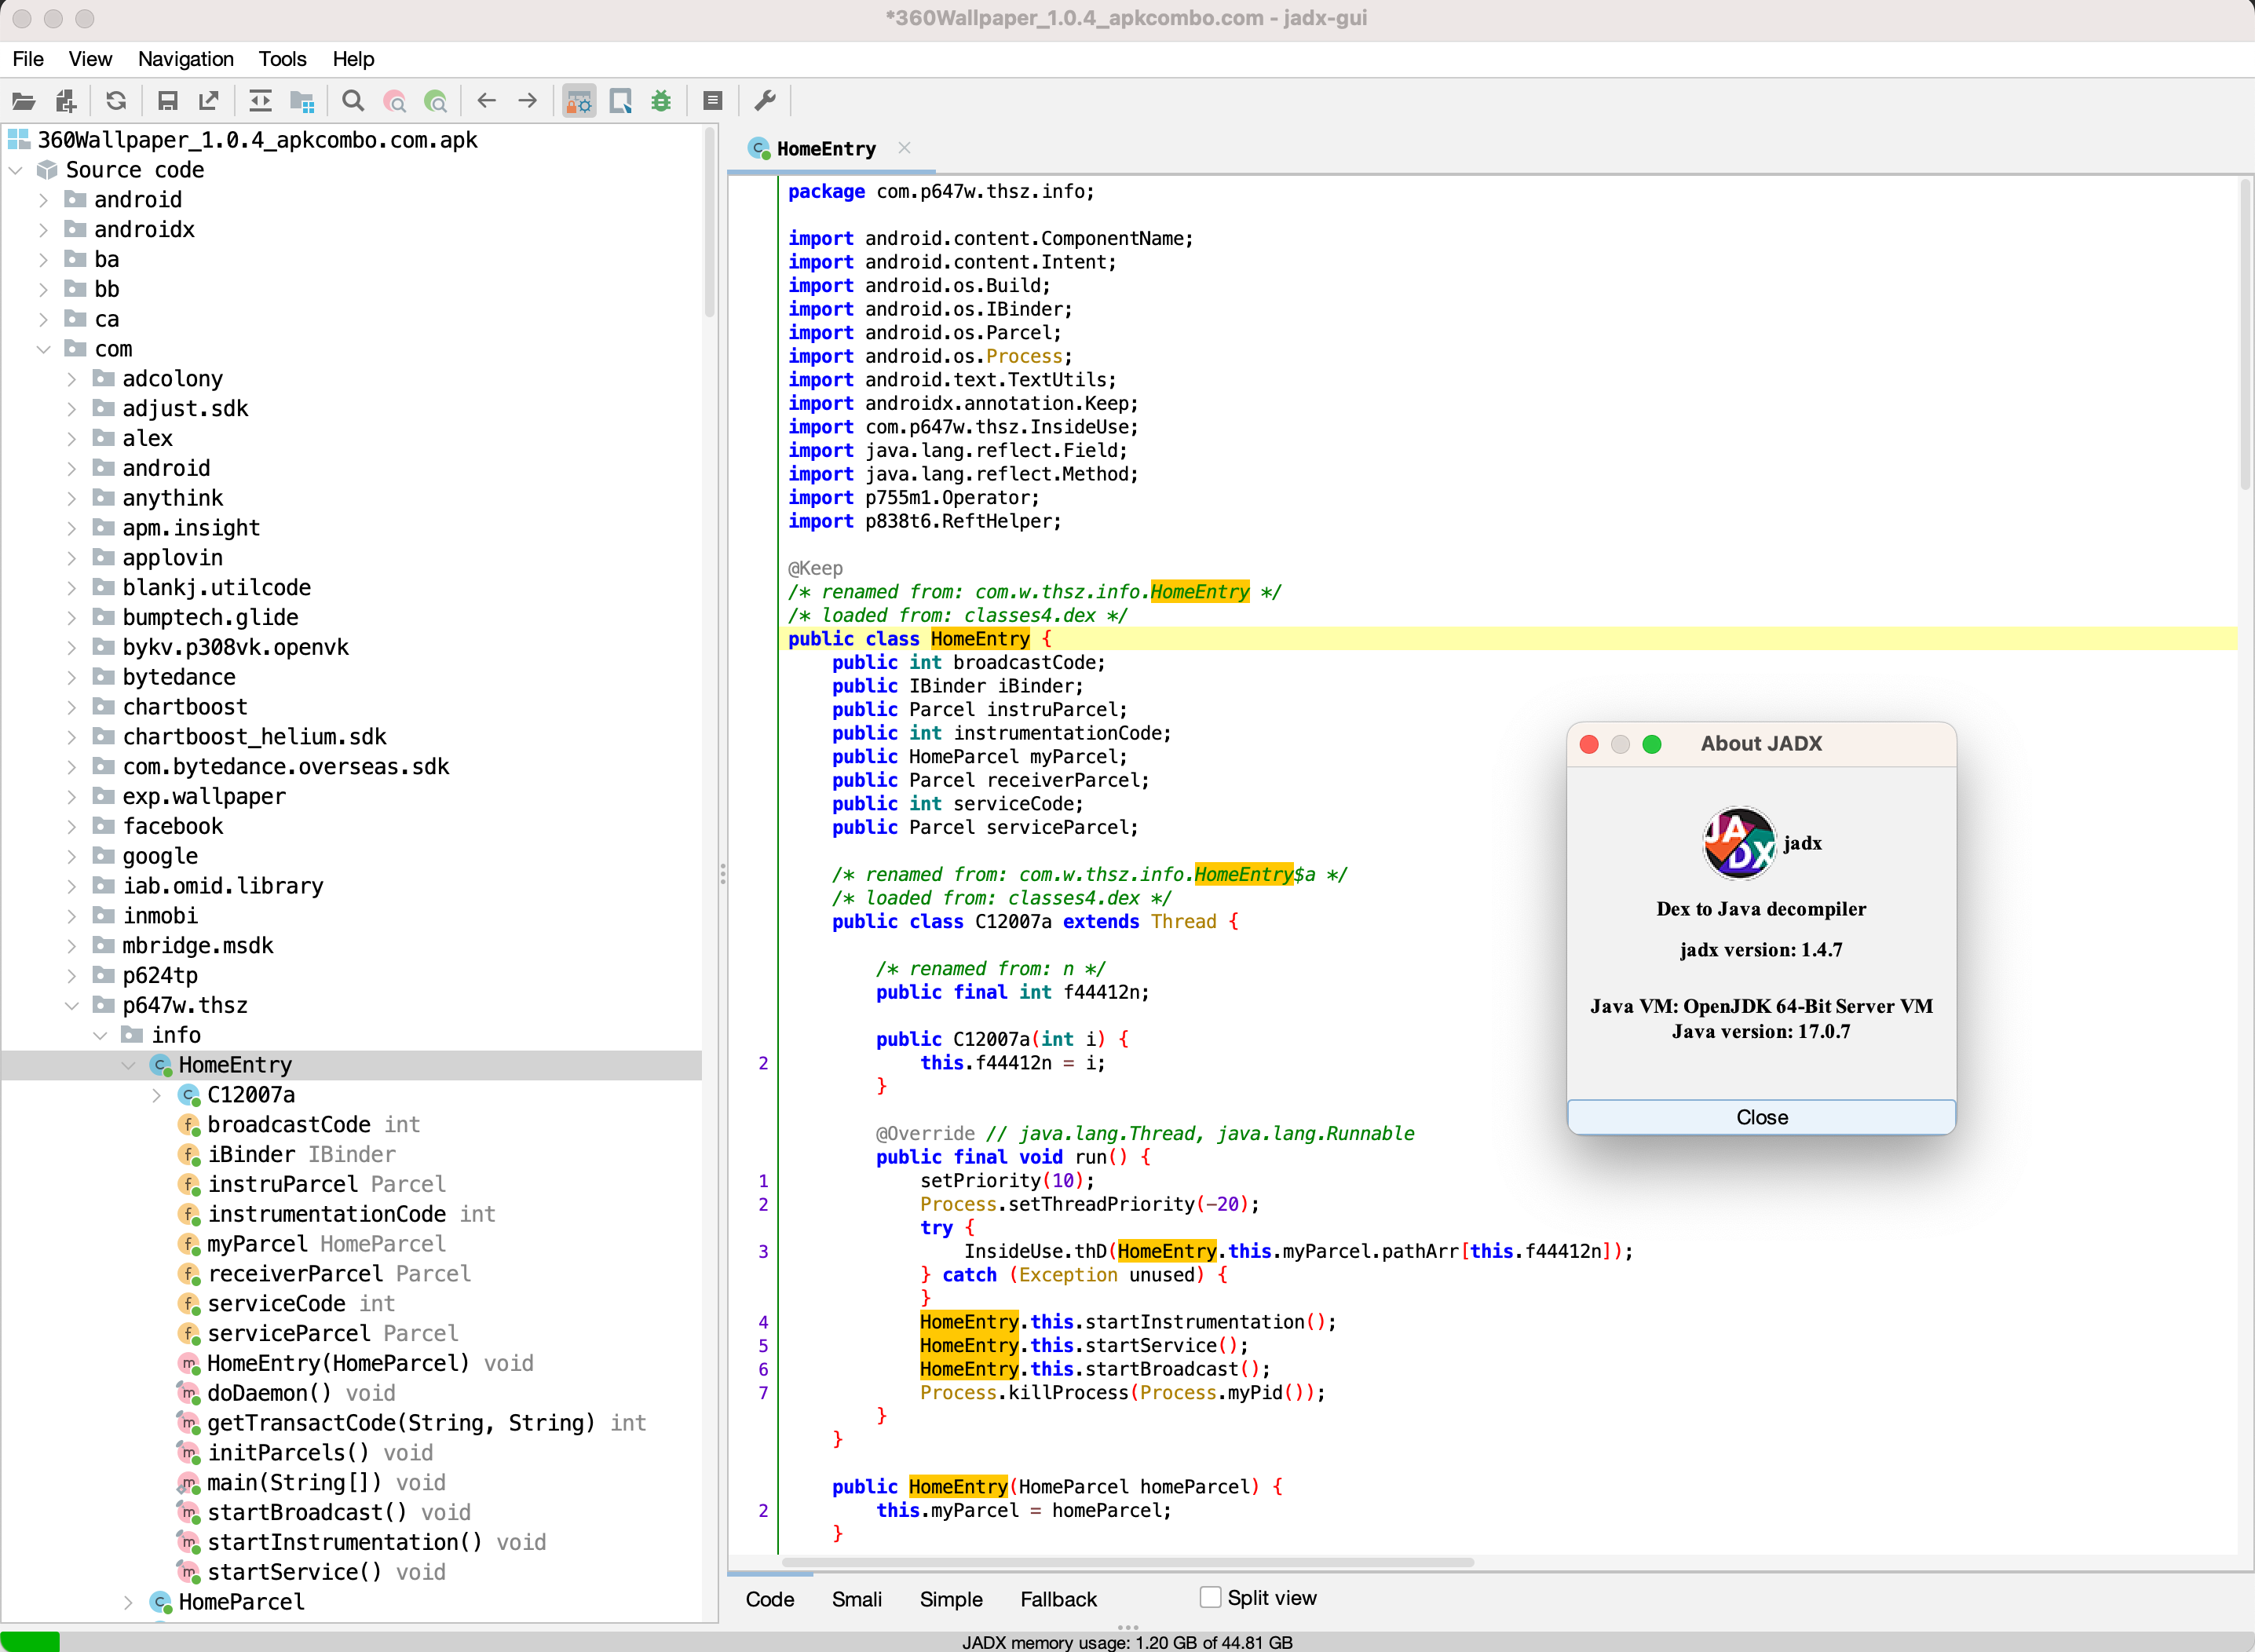 *360Wallpaper_1.0.4_apkcombo.com - jadx-gui
File View Navigation Tools Help
360Wallpaper_1.0.4_apkcombo.com.apk
Source code
android
androidx
ba
bb
ca
com
adcolony
adjust.sdk
alex
android
anythink
apm.insight
applovin
blankj.utilcode
bumptech.glide
bykv.p308vk.openvk
bytedance
chartboost
chartboost_helium.sdk
com.bytedance.overseas.sdk
exp.wallpaper
facebook
google
iab.omid.library
inmobi
mbridge.msdk
p624tp
p647w.thsz
info
HomeEntry
C12007a
broadcastCode int
iBinder IBinder
instruParcel Parcel
instrumentationCode int
myParcel HomeParcel
receiverParcel Parcel
serviceCode int
serviceParcel Parcel
HomeEntry(HomeParcel) void
doDaemon() void
getTransactCode(String, String) int
initParcels() void
main(String[]) void
startBroadcast() void
startInstrumentation() void
startService() void
HomeParcel
HomeEntry
package com.p647w.thsz.info;
import android.content.ComponentName;
import android.content.Intent;
import android.os.Build;
import android.os.IBinder;
import android.os.Parcel;
import android.os.Process;
import android.text.TextUtils;
import androidx.annotation.Keep;
import com.p647w.thsz.InsideUse;
import java.lang.reflect.Field;
import java.lang.reflect.Method;
import p755m1.Operator;
import p838t6.ReftHelper;
@Keep
/* renamed from: com.w.thsz.info.HomeEntry */
/* loaded from: classes4.dex */
public class HomeEntry {
public int broadcastCode;
public IBinder iBinder;
public Parcel instruParcel;
public int instrumentationCode;
public HomeParcel myParcel;
public Parcel receiverParcel;
public int serviceCode;
public Parcel serviceParcel;
/* renamed from: com.w.thsz.info.HomeEntry$a */
/* loaded from: classes4.dex */
public class C12007a extends Thread {
/* renamed from: n */
public final int f44412n;
public C12007a(int i) {
2 this.f44412n = i;
}
@Override // java.lang.Thread, java.lang.Runnable
public final void run() {
1 setPriority(10);
2 Process.setThreadPriority(-20);
try {
3 InsideUse.thD(HomeEntry.this.myParcel.pathArr[this.f44412n]);
} catch (Exception unused) {
}
4 HomeEntry.this.startInstrumentation();
5 HomeEntry.this.startService();
6 HomeEntry.this.startBroadcast();
7 Process.killProcess(Process.myPid());
}
}
public HomeEntry(HomeParcel homeParcel) {
2 this.myParcel = homeParcel;
}
Code Smali Simple Fallback Split view
JADX memory usage: 1.20 GB of 44.81 GB
About JADX
JADX jadx
Dex to Java decompiler
jadx version: 1.4.7
Java VM: OpenJDK 64-Bit Server VM
Java version: 17.0.7
Close